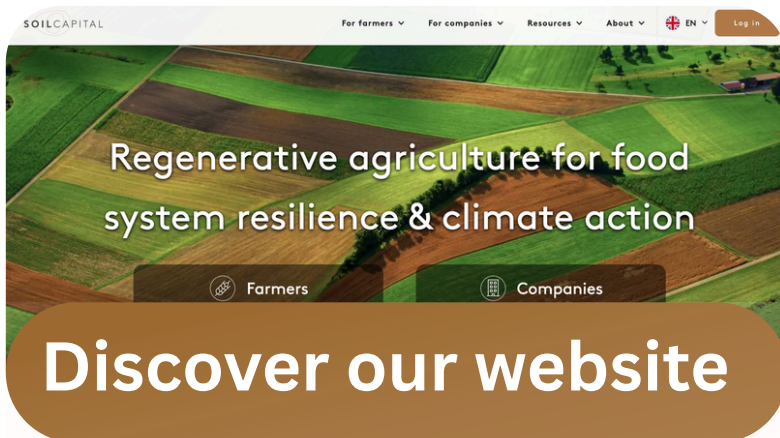 SOILCAPITAL
For farmers
For companies
Resources
About
EN
Log in
Regenerative agriculture for food
system resilience & climate action
Farmers
Companies
Discover our website